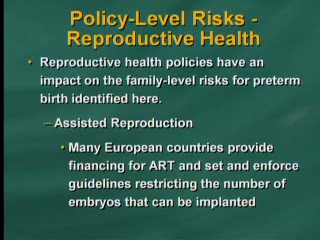 Policy-Level Risks -
Reproductive Health
• Reproductive health policies have an
impact on the family-level risks for preterm
birth identified here.
– Assisted Reproduction
• Many European countries provide
financing for ART and set and enforce
guidelines restricting the number of
embryos that can be implanted